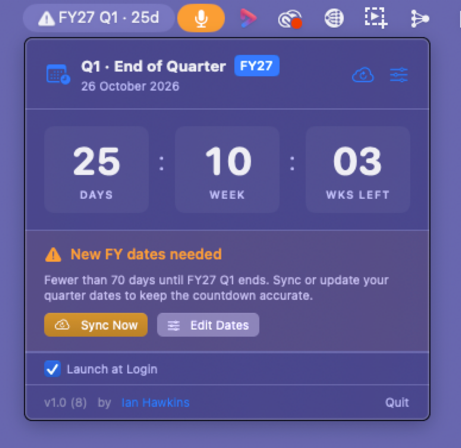 FY27 Q1 · 25d
Q1 · End of Quarter FY27
26 October 2026
25 : 10 : 03
DAYS WEEK WKS LEFT
New FY dates needed
Fewer than 70 days until FY27 Q1 ends. Sync or update your
quarter dates to keep the countdown accurate.
Sync Now Edit Dates
Launch at Login
v1.0 (8) by Ian Hawkins Quit